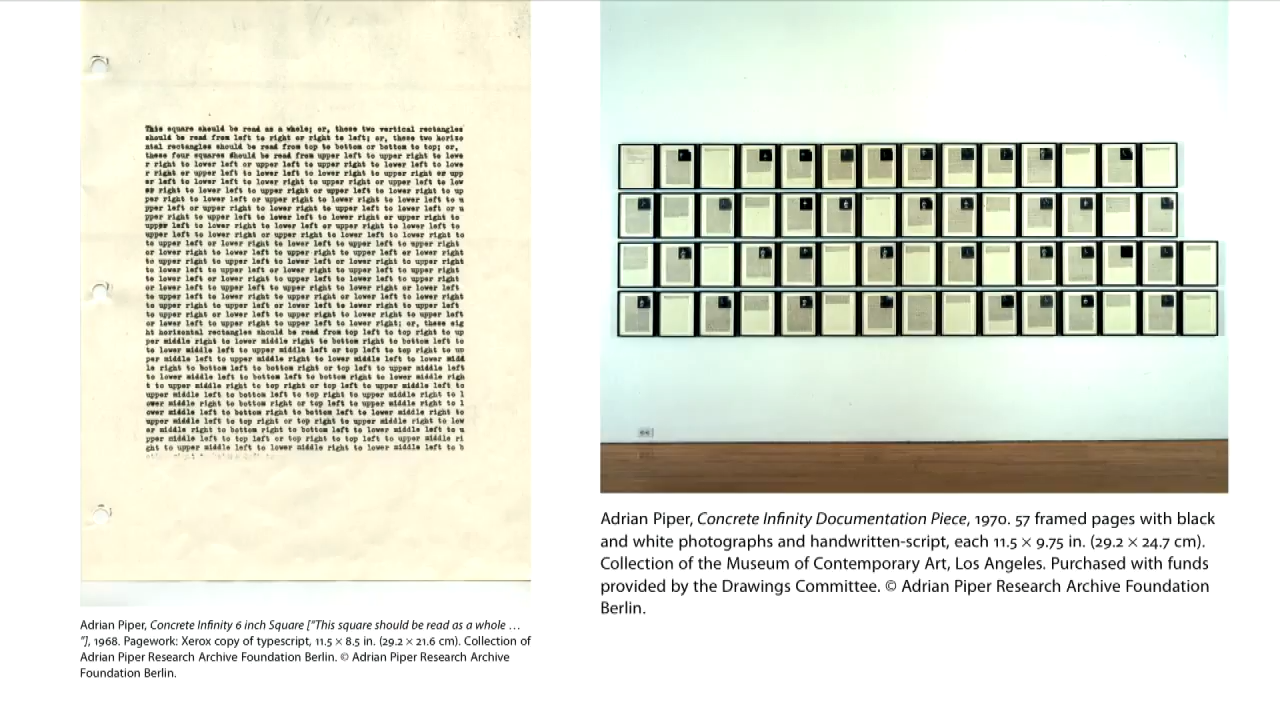 This square should be read as a whole; or, these two vertical rectangles
should be read from left to right or right to left; or, these two horizo
ntal rectangles should be read from top to bottom or bottom to top; or,
these four squares should be read from upper left to upper right to lowe
r right to lower left or upper left to upper right to lower left to lowe
r right or upper left to lower left to lower right to upper right or upp
er left to lower left to upper right to lower right or upper left to low
er right to lower left to upper right or upper left to lower right to up
per right to lower left or upper right to lower right to lower left to u
pper left or upper right to lower right to upper left to lower left or u
pper right to upper left to lower left to lower right or upper right to
upper left to lower right to lower left or upper right to lower left to
upper left to lower right or upper right to lower left to lower right
to upper left or lower right to lower left to upper left to upper right
or lower right to lower left to upper right to upper left or lower right
to lower left to upper left or lower right to upper right to upper left
to lower left or lower right to upper left to upper right to lower left
or lower right to upper left to lower left to upper right or lower left
to upper left to upper right to lower right or lower left to upper left
to lower right to upper right or lower left to lower right to upper left
to upper right or lower left to lower right to upper right to upper left
or lower left to upper right to upper left to lower right or lower left
to upper right to lower right; or, these eig
ht horizontal rectangles should be read from top left to top right to up
per middle right to lower middle right to bottom right to bottom left to
to lower middle left to upper middle left or top left to top right to up
per middle left to upper middle right to lower middle left to lower midd
le right to bottom left to bottom right or top left to upper middle left
to lower middle left to bottom left to bottom right to lower middle righ
t to upper middle right to top right or top left to upper middle left to
upper middle left to bottom left to top right to upper middle right to l
ower middle right to bottom right or top right to top left to upper middle right to l
ower middle left to bottom right to bottom left to lower middle right to
upper middle left to top right or top right to upper middle right to low
er middle right to bottom right to bottom left to lower middle left to u
pper middle left to top left or top right to top left to upper middle ri
ght to upper middle left to lower middle right to lower middle left to b
Adrian Piper, Concrete Infinity 6 inch Square ["This square should be read as a whole …
"], 1968. Pagework: Xerox copy of typescript, 11.5 × 8.5 in. (29.2 × 21.6 cm). Collection of
Adrian Piper Research Archive Foundation Berlin. © Adrian Piper Research Archive
Foundation Berlin.
Adrian Piper, Concrete Infinity Documentation Piece, 1970. 57 framed pages with black
and white photographs and handwritten-script, each 11.5 × 9.75 in. (29.2 × 24.7 cm).
Collection of the Museum of Contemporary Art, Los Angeles. Purchased with funds
provided by the Drawings Committee. © Adrian Piper Research Archive Foundation
Berlin.